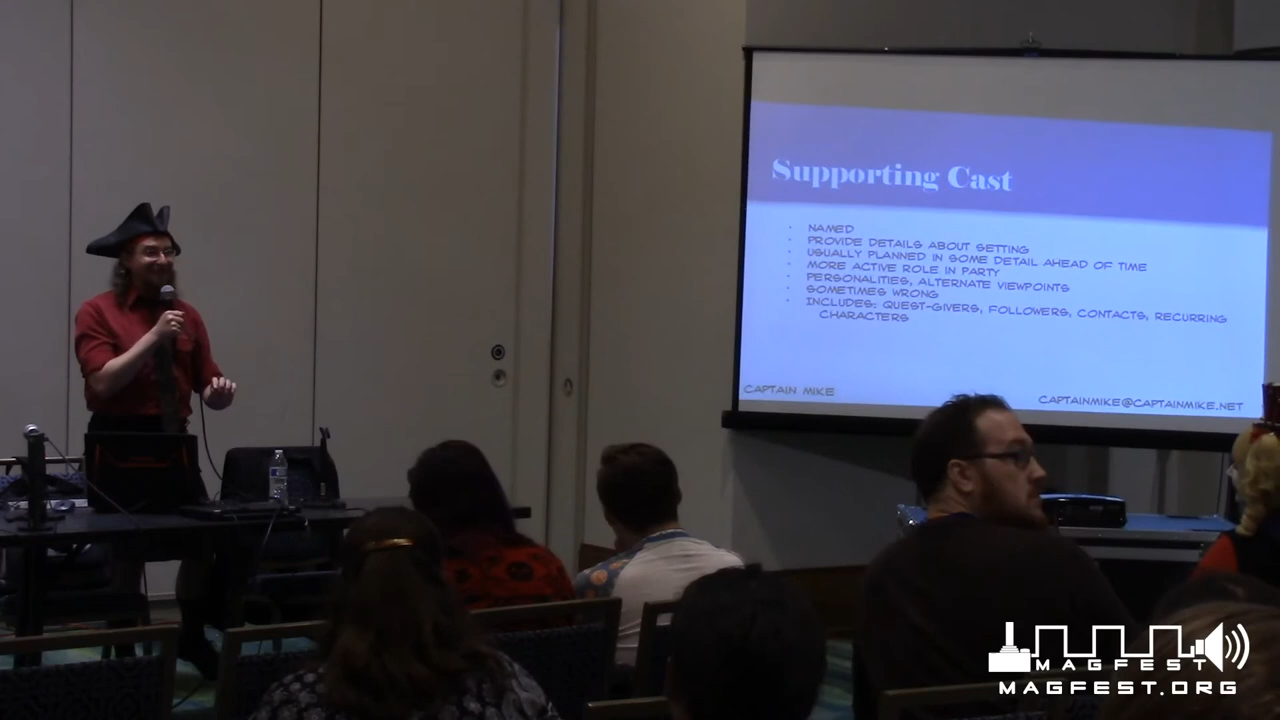 Supporting Cast
· NAMED
· PROVIDE DETAILS ABOUT SETTING
· USUALLY PLANNED IN SOME DETAIL AHEAD OF TIME
· MORE ACTIVE ROLE IN PARTY
· PERSONALITIES, ALTERNATE VIEWPOINTS
· SOMETIMES WRONG
· INCLUDES: QUEST-GIVERS, FOLLOWERS, CONTACTS, RECURRING
CHARACTERS
CAPTAIN MIKE
CAPTAINMIKE@CAPTAINMIKE.NET
MAGFEST
MAGFEST.ORG